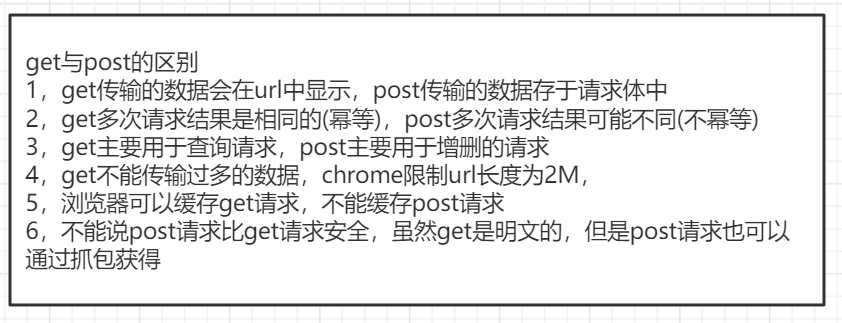 get与post的区别
1，get传输的数据会在url中显示，post传输的数据存于请求体中
2，get多次请求结果是相同的(幂等)，post多次请求结果可能不同(不幂等)
3，get主要用于查询请求，post主要用于增删的请求
4，get不能传输过多的数据，chrome限制url长度为2M，
5，浏览器可以缓存get请求，不能缓存post请求
6，不能说post请求比get请求安全，虽然get是明文的，但是post请求也可以
通过抓包获得